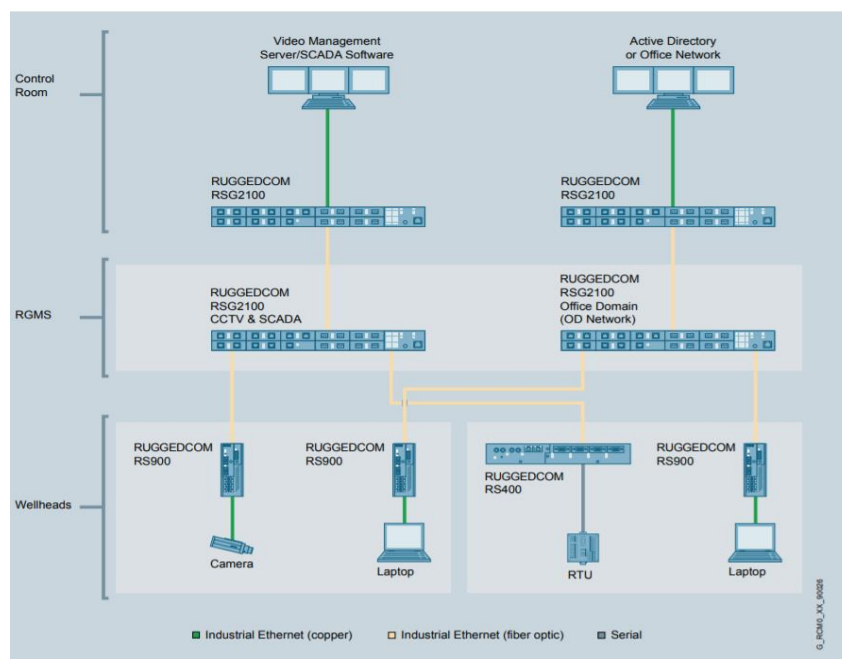 Video Management
Server/SCADA Software
Active Directory
or Office Network
Control
Room
RUGGEDCOM
RSG2100
RUGGEDCOM
RSG2100
RGMS
RUGGEDCOM
RSG2100
CCTV & SCADA
RUGGEDCOM
RSG2100
Office Domain
(OD Network)
Wellheads
RUGGEDCOM
RS900
RUGGEDCOM
RS900
RUGGEDCOM
RS400
RUGGEDCOM
RS900
Camera
Laptop
RTU
Laptop
Industrial Ethernet (copper)
Industrial Ethernet (fiber optic)
Serial
G_RCM0_XX_90026